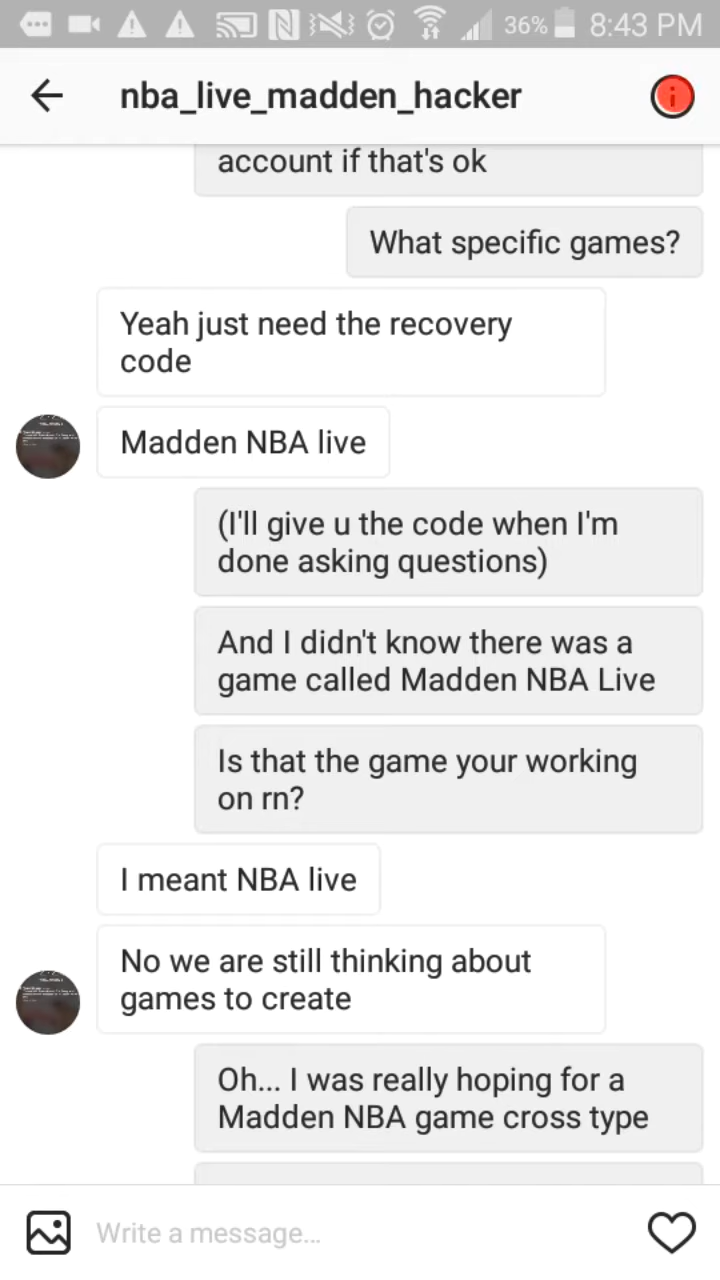 36% 8:43 PM
nba_live_madden_hacker
account if that's ok
What specific games?
Yeah just need the recovery
code
Madden NBA live
(I'll give u the code when I'm
done asking questions)
And I didn't know there was a
game called Madden NBA Live
Is that the game your working
on rn?
I meant NBA live
No we are still thinking about
games to create
Oh... I was really hoping for a
Madden NBA game cross type
Write a message...